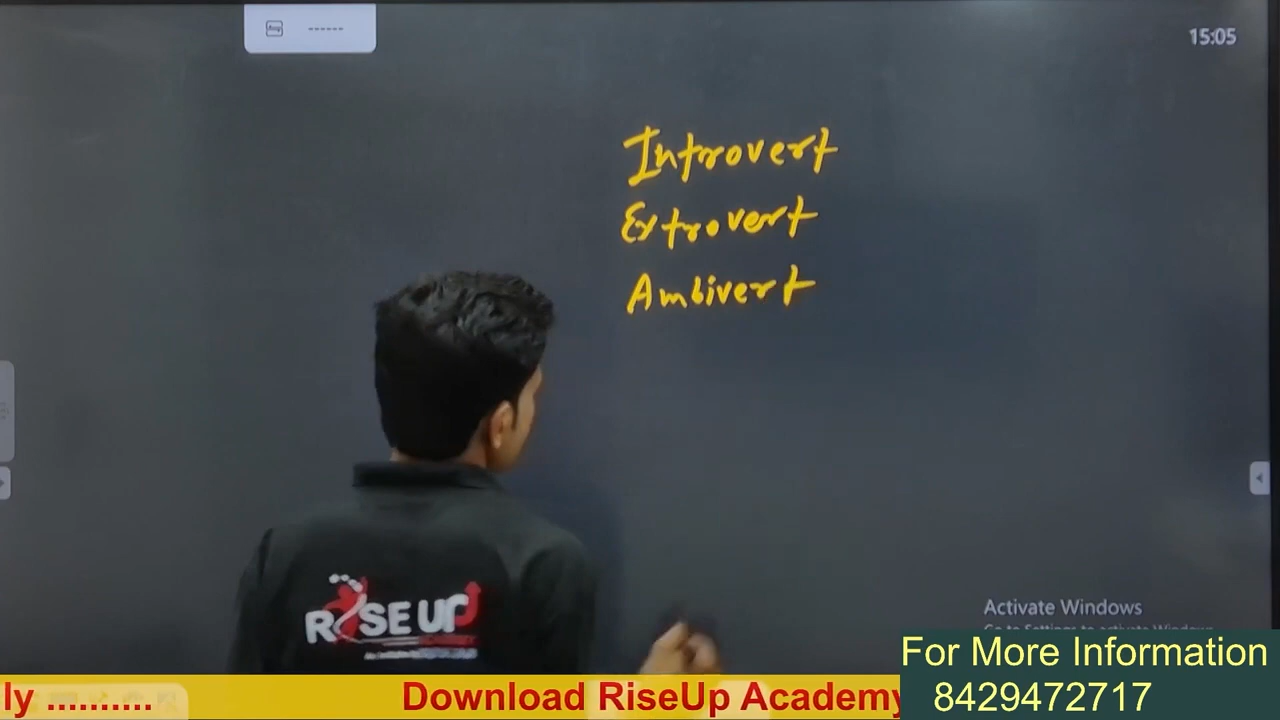 ------
15:05
Introvert
Extrovert
Ambivert
RISE UP
Activate Windows
For More Information
8429472717
ly ..........
Download RiseUp Academy